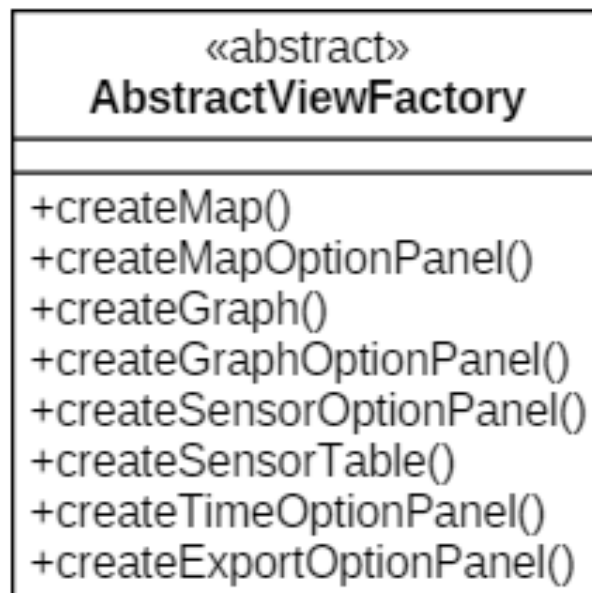 «abstract»
AbstractViewFactory
+createMap()
+createMapOptionPanel()
+createGraph()
+createGraphOptionPanel()
+createSensorOptionPanel()
+createSensorTable()
+createTimeOptionPanel()
+createExportOptionPanel()